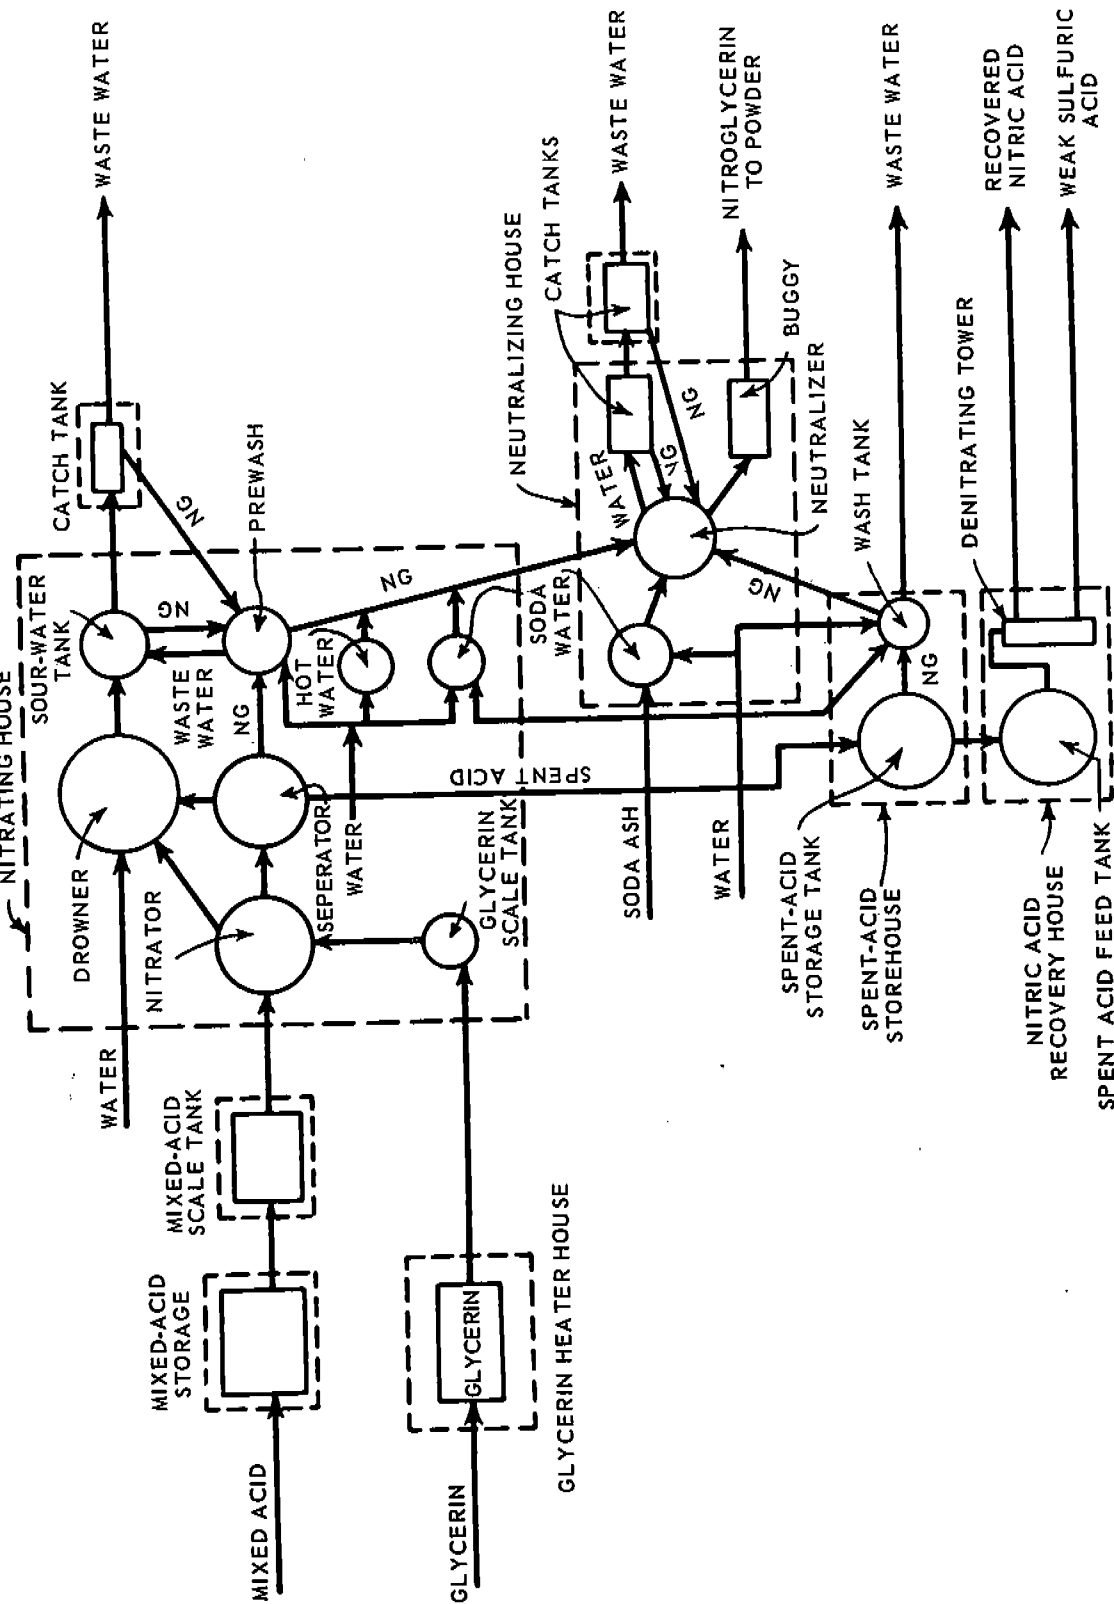 NITRATING HOUSE
SOUR-WATER
TANK
CATCH TANK
WASTE WATER
DROWNER
NITRATOR
WATER
NG
WASTE
WATER
NG
NG
PREWASH
MIXED-ACID
STORAGE
MIXED-ACID
SCALE TANK
MIXED ACID
SEPERATOR
HOT
WATER
NG
WATER
GLYCERIN
SCALE TANK
SPENT ACID
SODA
WATER
GLYCERIN
GLYCERIN
GLYCERIN HEATER HOUSE
NEUTRALIZING HOUSE
CATCH TANKS
WASTE WATER
WATER
NG
NG
NITROGLYCERIN
TO POWDER
BUGGY
NEUTRALIZER
SODA ASH
WATER
NG
WASH TANK
WASTE WATER
NG
SPENT-ACID
STORAGE TANK
SPENT-ACID
STOREHOUSE
DENITRATING TOWER
RECOVERED
NITRIC ACID
WEAK SULFURIC
ACID
NITRIC ACID
RECOVERY HOUSE
SPENT ACID FEED TANK